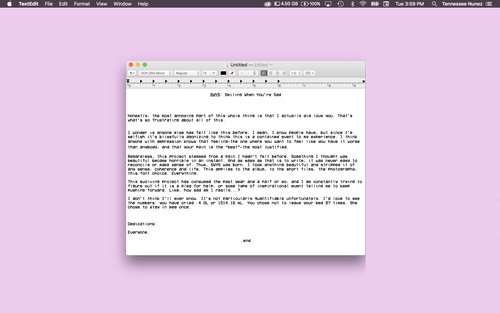 TextEdit File Edit Format View Window Help 4.50 GB 100% Tue 3:59 PM Tennessee Nunez
Untitled — Edited
Regular 12 1.0
SWYS: Smiling When You're Sad
Honestly, the most annoying part of this whole thing is that I actually did love you. That's
what's so frustrating about all of this.
I wonder is anyone else has felt like this before. I mean, I know people have, but since I'm
selfish it's blissfully agonizing to think this is a contained event to my experience. I think
anyone with depression knows that feeling-the one where you want to feel like you have it worse
than anybody, and that your pain is the "best"-the most justified.
Regardless, this project stemmed from a pain I hadn't felt before. Something I thought was
beautiful became horrible in an instant. And as easy as that is to write, it was never easy to
reconcile or make sense of. Thus, SWYS was born. I took anything beautiful and stripped it of
any sense, coherence and life. This applies to the album, to the short films, the photography,
this font choice. Everything.
This evolving project has consumed the past year and a half or so, and I am constantly trying to
figure out if it is a plea for help, or some type of inspirational event telling me to keep
pushing forward. Like, how sad am I really..?
I don't think I'll ever know. It's not particularly quantifiable unfortunately. I'd love to see
the numbers: You have cried .4 GL or 1514 in mL. You chose not to leave your bed 87 times. She
chose to stay in bed once.
Dedications:
Everyone.
.end